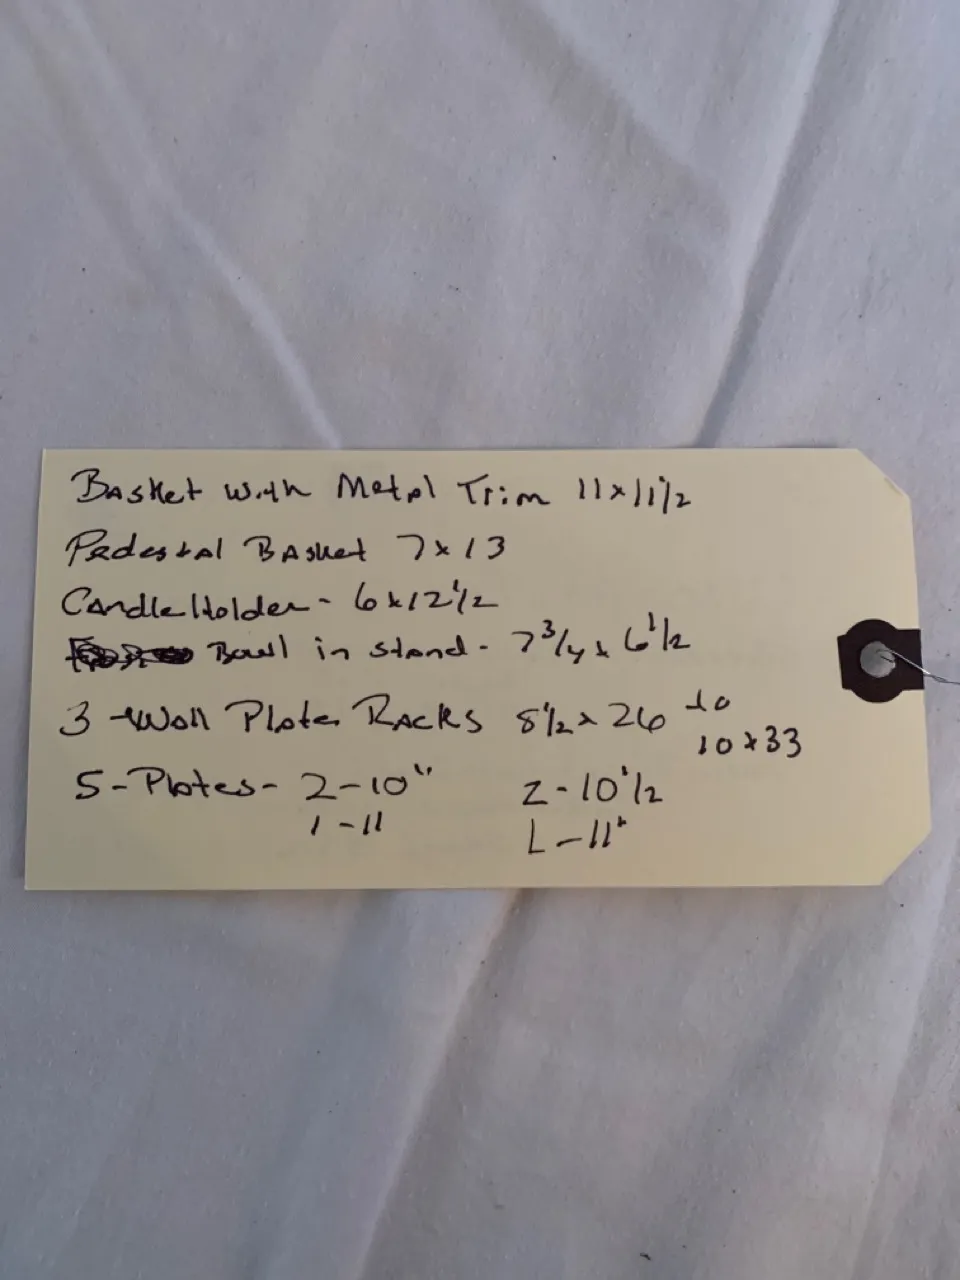 Basket with Metal Trim 11x11½
Pedestal Basket 7x13
Candle Holder - 6x12½
Bowl in stand - 7¾x6½
3-Wall Plate Racks 8½x26 to
10x33
5-Plates- 2-10" 2-10½
1-11 1-11"